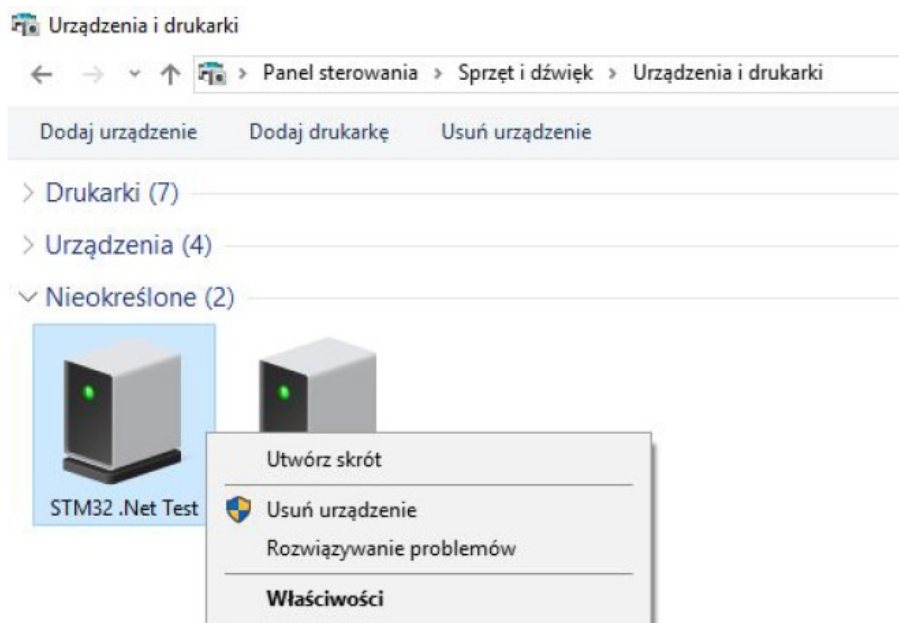 Urządzenia i drukarki
Panel sterowania > Sprzęt i dźwięk > Urządzenia i drukarki
Dodaj urządzenie Dodaj drukarkę Usuń urządzenie
Drukarki (7)
Urządzenia (4)
Nieokreślone (2)
STM32 .Net Test
Utwórz skrót
Usuń urządzenie
Rozwiązywanie problemów
Właściwości